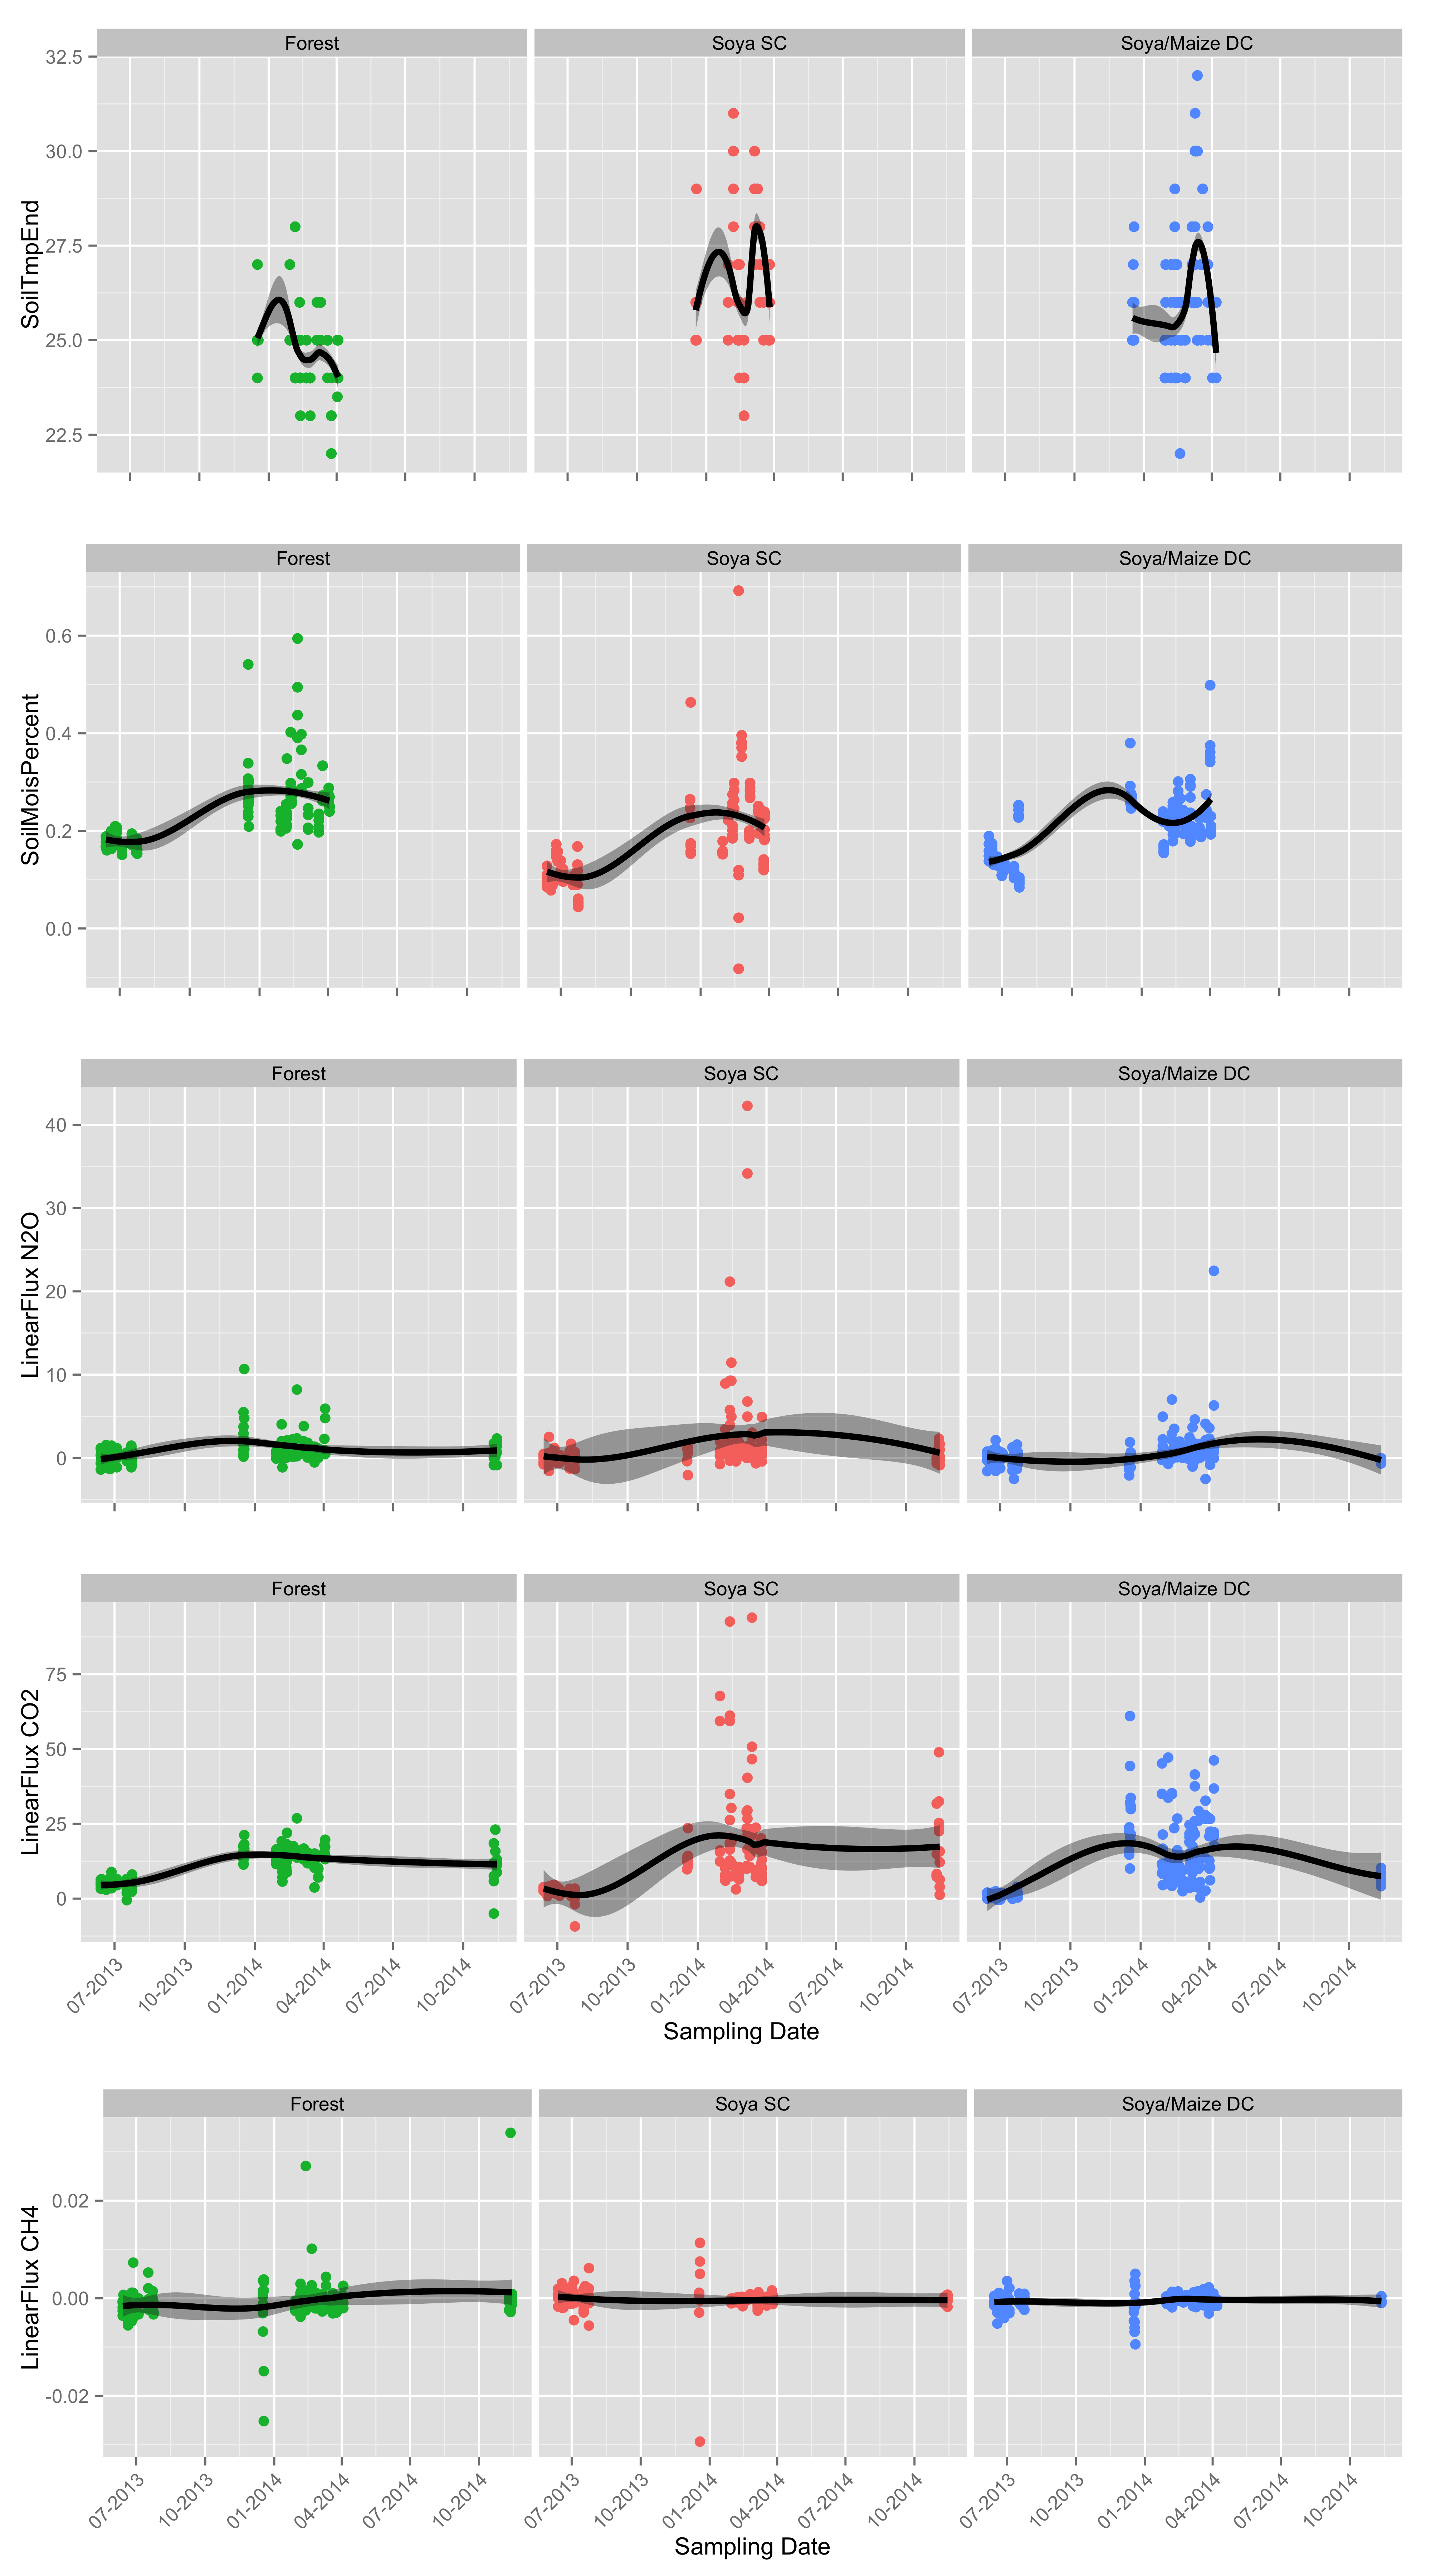 Forest Soya SC Soya/Maize DC
SoilTmpEnd
32.5
30.0
27.5
25.0
22.5
Forest Soya SC Soya/Maize DC
SoilMoisPercent
0.6
0.4
0.2
0.0
Forest Soya SC Soya/Maize DC
LinearFlux N2O
40
30
20
10
0
Forest Soya SC Soya/Maize DC
LinearFlux CO2
75
50
25
0
07-2013 10-2013 01-2014 04-2014 07-2014 10-2014 07-2013 10-2013 01-2014 04-2014 07-2014 10-2014 07-2013 10-2013 01-2014 04-2014 07-2014 10-2014
Sampling Date
Forest Soya SC Soya/Maize DC
LinearFlux CH4
0.02
0.00
-0.02
07-2013 10-2013 01-2014 04-2014 07-2014 10-2014 07-2013 10-2013 01-2014 04-2014 07-2014 10-2014 07-2013 10-2013 01-2014 04-2014 07-2014 10-2014
Sampling Date